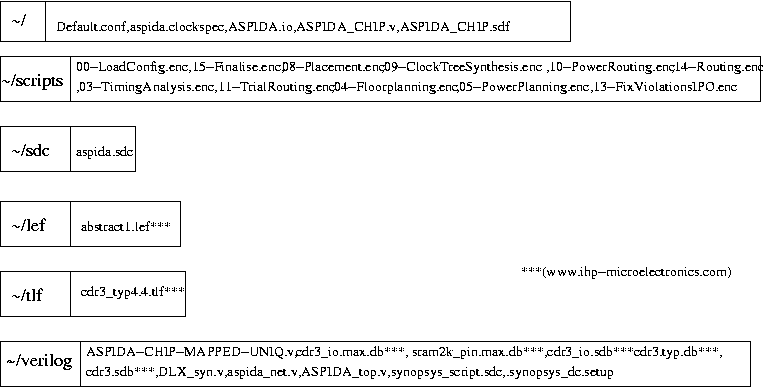 ~/ Default.conf,aspida.clockspec,ASPIDA.io,ASPIDA_CHIP.v,ASPIDA_CHIP.sdf
~/scripts 00-LoadConfig.enc,15-Finalise.enc,08-Placement.enc,09-ClockTreeSynthesis.enc ,10-PowerRouting.enc,14-Routing.enc
,03-TimingAnalysis.enc,11-TrialRouting.enc,04-Floorplanning.enc,05-PowerPlanning.enc,13-FixViolationsIPO.enc
~/sdc aspida.sdc
~/lef abstract1.lef***
***(www.ihp-microelectronics.com)
~/tlf cdr3_typ4.4.tlf***
~/verilog ASPIDA-CHIP-MAPPED-UNIQ.v,cdr3_io.max.db***, sram2k_pin.max.db***,cdr3_io.sdb***cdr3.typ.db***,
cdr3.sdb***,DLX_syn.v,aspida_net.v,ASPIDA_top.v,synopsys_script.sdc,.synopsys_dc.setup